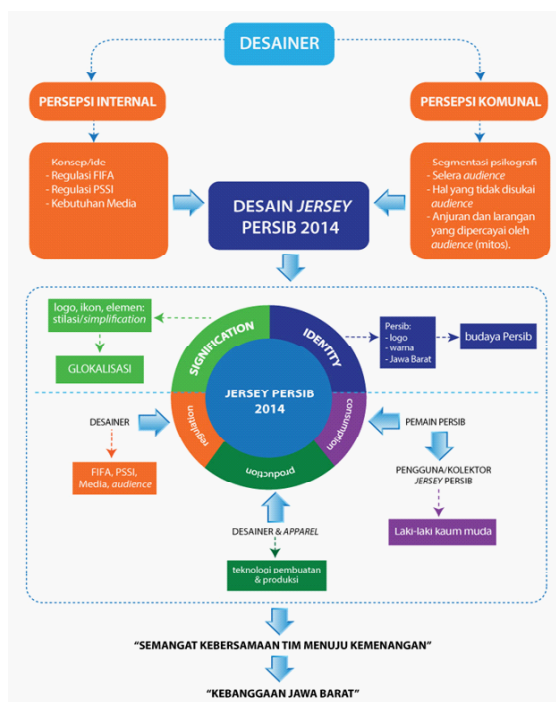 DESAINER
PERSEPSI INTERNAL
PERSEPSI KOMUNAL
Konsep/ide
- Regulasi FIFA
- Regulasi PSSI
- Kebutuhan Media
DESAIN JERSEY
PERSIB 2014
Segmentasi psikografi
- Selera audience
- Hal yang tidak disukai
audience
- Anjuran dan larangan
yang dipercayai oleh
audience (mitos).
logo, ikon, elemen:
stilasi/simplification
GLOKALISASI
SIGNIFICATION
IDENTITY
Persib:
- logo
- warna
- Jawa Barat
budaya Persib
JERSEY PERSIB
2014
regulation
consumption
production
DESAINER
FIFA, PSSI,
Media, audience
PEMAIN PERSIB
PENGGUNA/KOLEKTOR
JERSEY PERSIB
Laki-laki kaum muda
DESAINER & APPAREL
teknologi pembuatan
& produksi
"SEMANGAT KEBERSAMAAN TIM MENUJU KEMENANGAN"
"KEBANGGAAN JAWA BARAT"